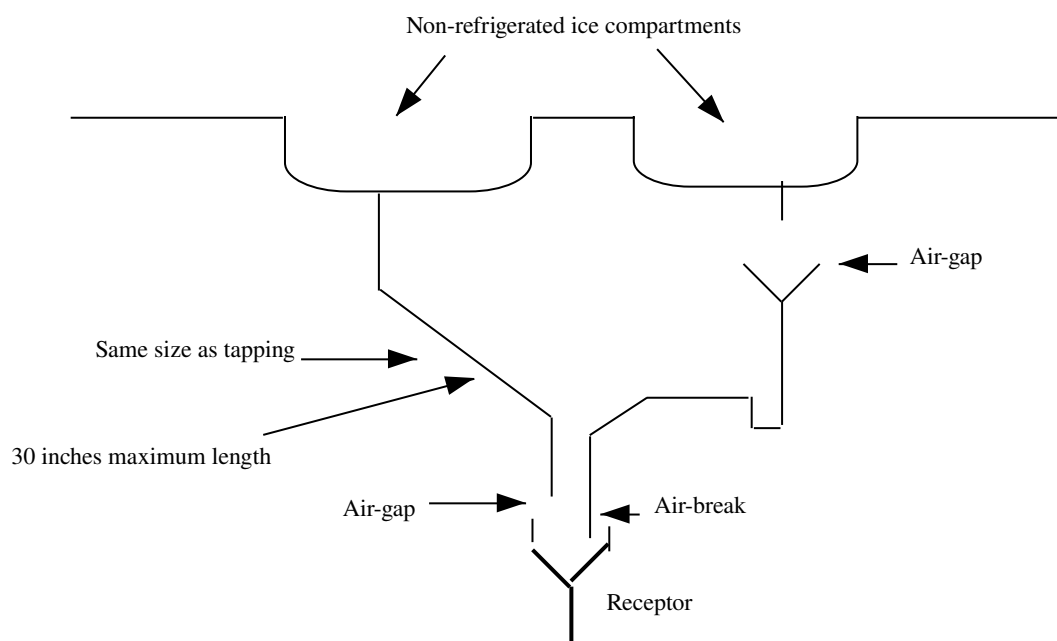 Non-refrigerated ice compartments
Air-gap
Same size as tapping
30 inches maximum length
Air-gap
Air-break
Receptor